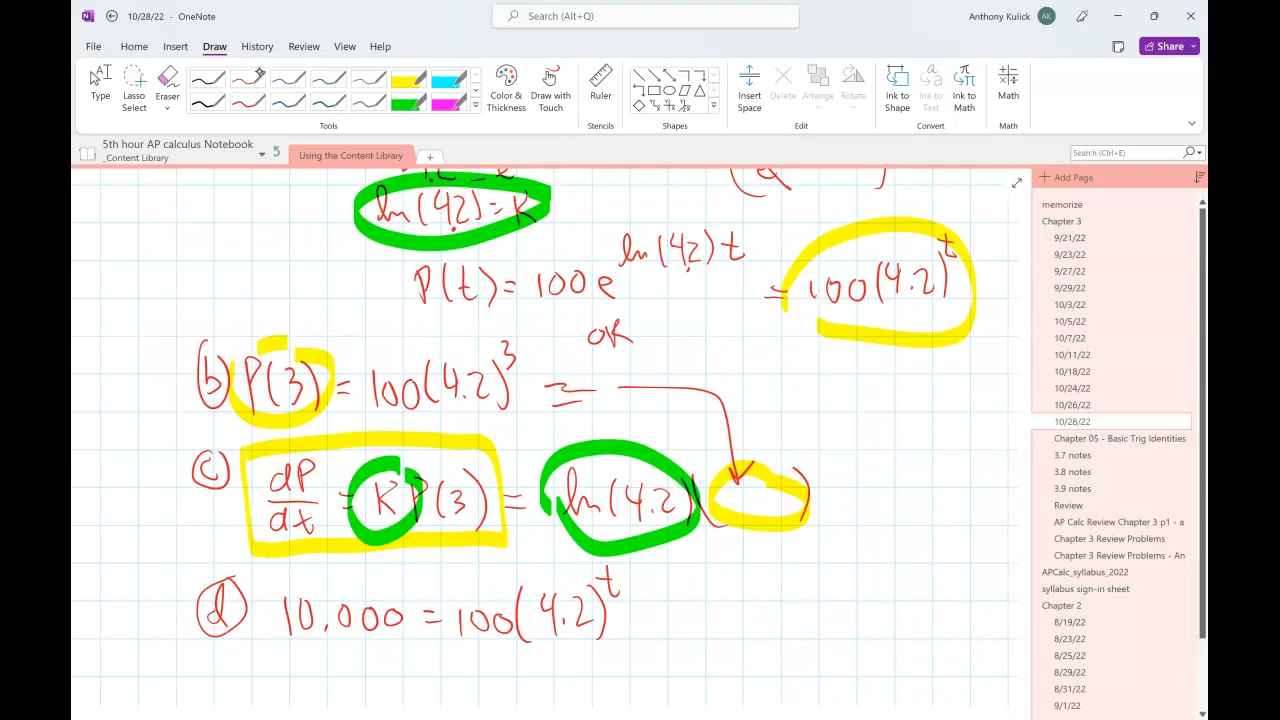 10/28/22 - OneNote
Search (Alt+Q)
Anthony Kulick
AK
File Home Insert Draw History Review View Help
Share
Type
Lasso Select
Eraser
Color & Thickness
Draw with Touch
Ruler
Insert Space
Delete
Arrange
Rotate
Ink to Shape
Ink to Text
Ink to Math
Math
Tools
Stencils
Shapes
Edit
Convert
Math
5th hour AP calculus Notebook
_Content Library
Using the Content Library
Search (Ctrl+E)
Add Page
ln(4.2) = K
P(t) = 100 e^{ln(4.2) t} = 100(4.2)^t
OR
(b) P(3) = 100(4.2)^3 =
(c) dP/dt = K P(3) = ln(4.2)( )
(d) 10,000 = 100(4.2)^t
memorize
Chapter 3
9/21/22
9/23/22
9/27/22
9/29/22
10/3/22
10/5/22
10/7/22
10/11/22
10/18/22
10/24/22
10/26/22
10/28/22
Chapter 05 - Basic Trig Identities
3.7 notes
3.8 notes
3.9 notes
Review
AP Calc Review Chapter 3 p1 - a
Chapter 3 Review Problems
Chapter 3 Review Problems - An
APCalc_syllabus_2022
syllabus sign-in sheet
Chapter 2
8/19/22
8/23/22
8/25/22
8/29/22
8/31/22
9/1/22